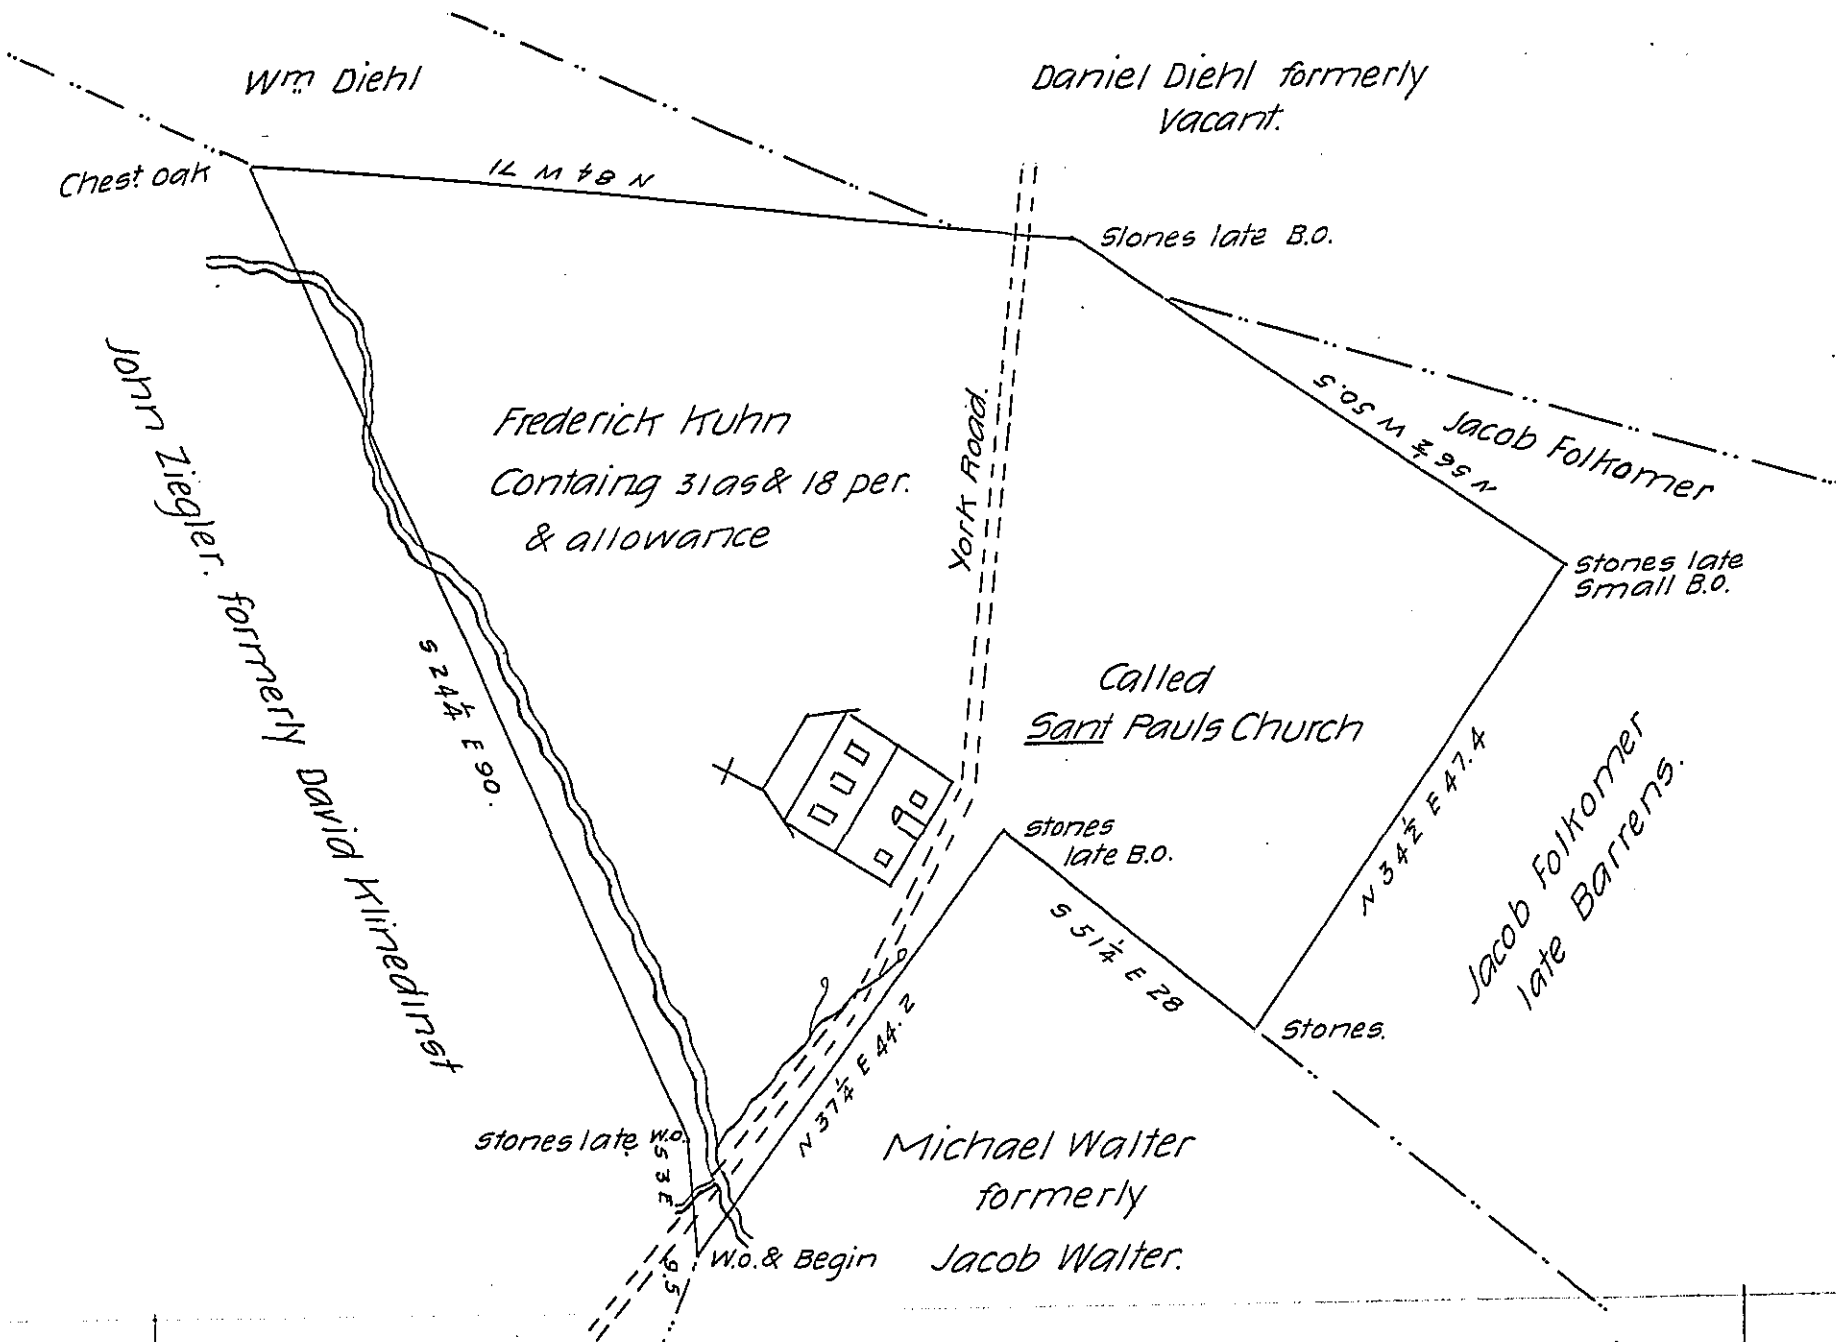 Wm Diehl
Daniel Diehl formerly
Vacant.
Chest oak
N 84 W 71
Stones late B.O.
N 56 3/4 W 50.5
Jacob Folkomer
Stones late
Small B.O.
John Ziegler. formerly David Klinedinst
Frederick Kuhn
Containg 31as & 18 per.
& allowance
York Road.
S 24 1/4 E 90.
Called
Sant Pauls Church
stones
late B.O.
N 34 1/2 E 47.4
Jacob Folkomer
late Barrens.
S 51 1/4 E 28
Stones.
N 37 1/4 E 44.2
Stones late W.O.
S 3 E
9.5
W.O. & Begin
Michael Walter
formerly
Jacob Walter.